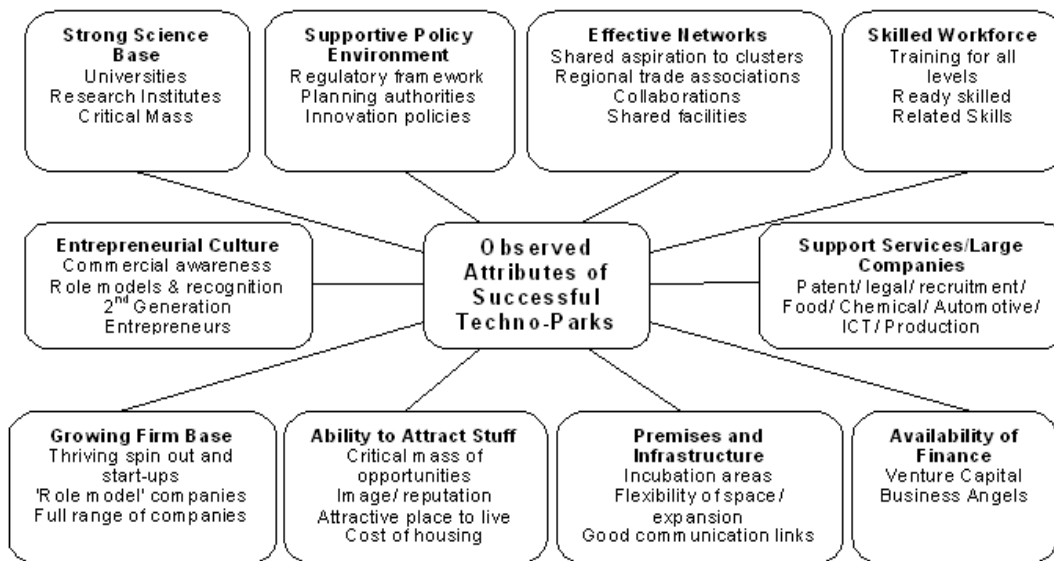 Strong Science
Base
Universities
Research Institutes
Critical Mass
Supportive Policy
Environment
Regulatory framework
Planning authorities
Innovation policies
Effective Networks
Shared aspiration to clusters
Regional trade associations
Collaborations
Shared facilities
Skilled Workforce
Training for all
levels
Ready skilled
Related Skills
Entrepreneurial Culture
Commercial awareness
Role models & recognition
2nd Generation
Entrepreneurs
Observed
Attributes of
Successful
Techno-Parks
Support Services/Large
Companies
Patent/ legal/ recruitment/
Food/ Chemical/ Automotive/
ICT/ Production
Growing Firm Base
Thriving spin out and
start-ups
'Role model' companies
Full range of companies
Ability to Attract Stuff
Critical mass of
opportunities
Image/ reputation
Attractive place to live
Cost of housing
Premises and
Infrastructure
Incubation areas
Flexibility of space/
expansion
Good communication links
Availability of
Finance
Venture Capital
Business Angels